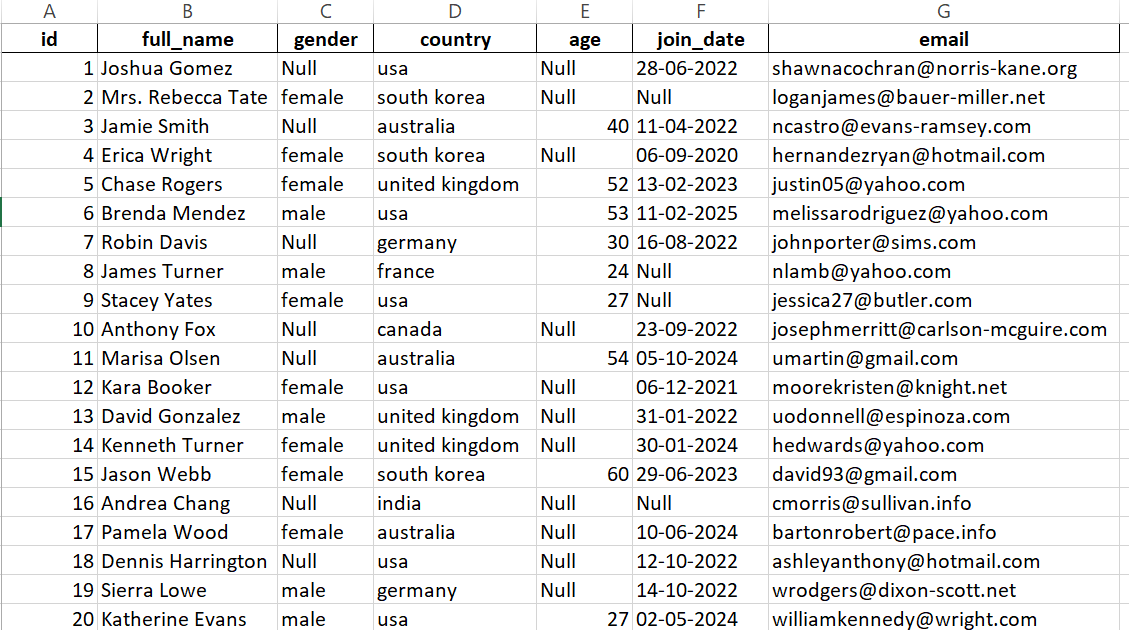 A B C D E F G
id full_name gender country age join_date email
1 Joshua Gomez Null usa Null 28-06-2022 shawnacochran@norris-kane.org
2 Mrs. Rebecca Tate female south korea Null Null loganjames@bauer-miller.net
3 Jamie Smith Null australia 40 11-04-2022 ncastro@evans-ramsey.com
4 Erica Wright female south korea Null 06-09-2020 hernandezryan@hotmail.com
5 Chase Rogers female united kingdom 52 13-02-2023 justin05@yahoo.com
6 Brenda Mendez male usa 53 11-02-2025 melissarodriguez@yahoo.com
7 Robin Davis Null germany 30 16-08-2022 johnporter@sims.com
8 James Turner male france 24 Null nlamb@yahoo.com
9 Stacey Yates female usa 27 Null jessica27@butler.com
10 Anthony Fox Null canada Null 23-09-2022 josephmerritt@carlson-mcguire.com
11 Marisa Olsen Null australia 54 05-10-2024 umartin@gmail.com
12 Kara Booker female usa Null 06-12-2021 moorekristen@knight.net
13 David Gonzalez male united kingdom Null 31-01-2022 uodonnell@espinoza.com
14 Kenneth Turner female united kingdom Null 30-01-2024 hedwards@yahoo.com
15 Jason Webb female south korea 60 29-06-2023 david93@gmail.com
16 Andrea Chang Null india Null Null cmorris@sullivan.info
17 Pamela Wood female australia Null 10-06-2024 bartonrobert@pace.info
18 Dennis Harrington Null usa Null 12-10-2022 ashleyanthony@hotmail.com
19 Sierra Lowe male germany Null 14-10-2022 wrodgers@dixon-scott.net
20 Katherine Evans male usa 27 02-05-2024 williamkennedy@wright.com